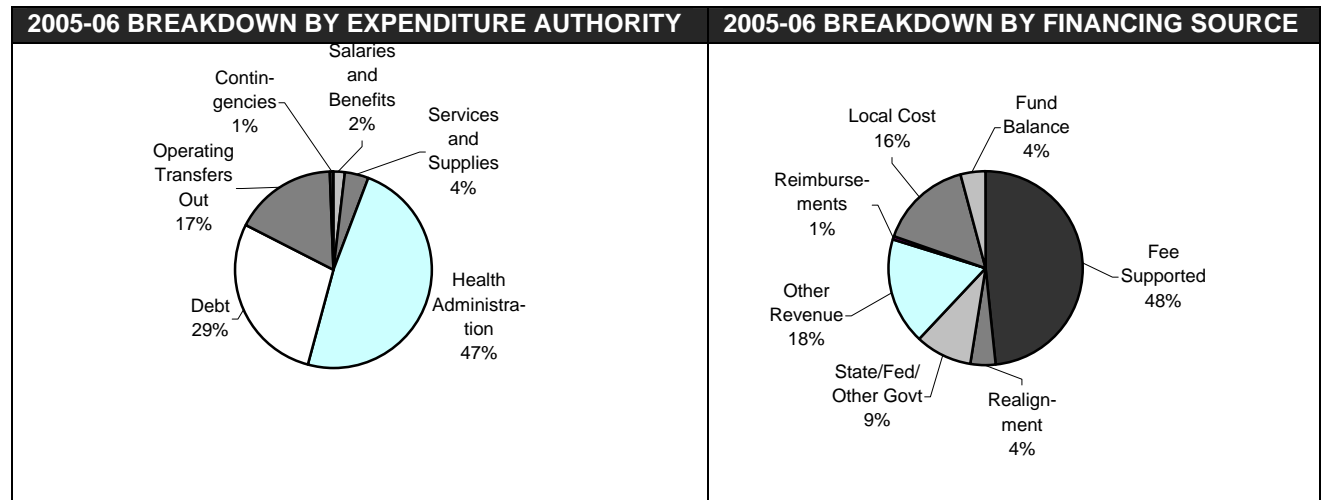 2005-06 BREAKDOWN BY EXPENDITURE AUTHORITY
Salaries
and
Benefits
2%
Contin-
gencies
1%
Services
and
Supplies
4%
Operating
Transfers
Out
17%
Health
Administra-
tion
47%
Debt
29%
2005-06 BREAKDOWN BY FINANCING SOURCE
Fund
Balance
4%
Local Cost
16%
Reimburse-
ments
1%
Fee
Supported
48%
Other
Revenue
18%
State/Fed/
Other Govt
9%
Realign-
ment
4%